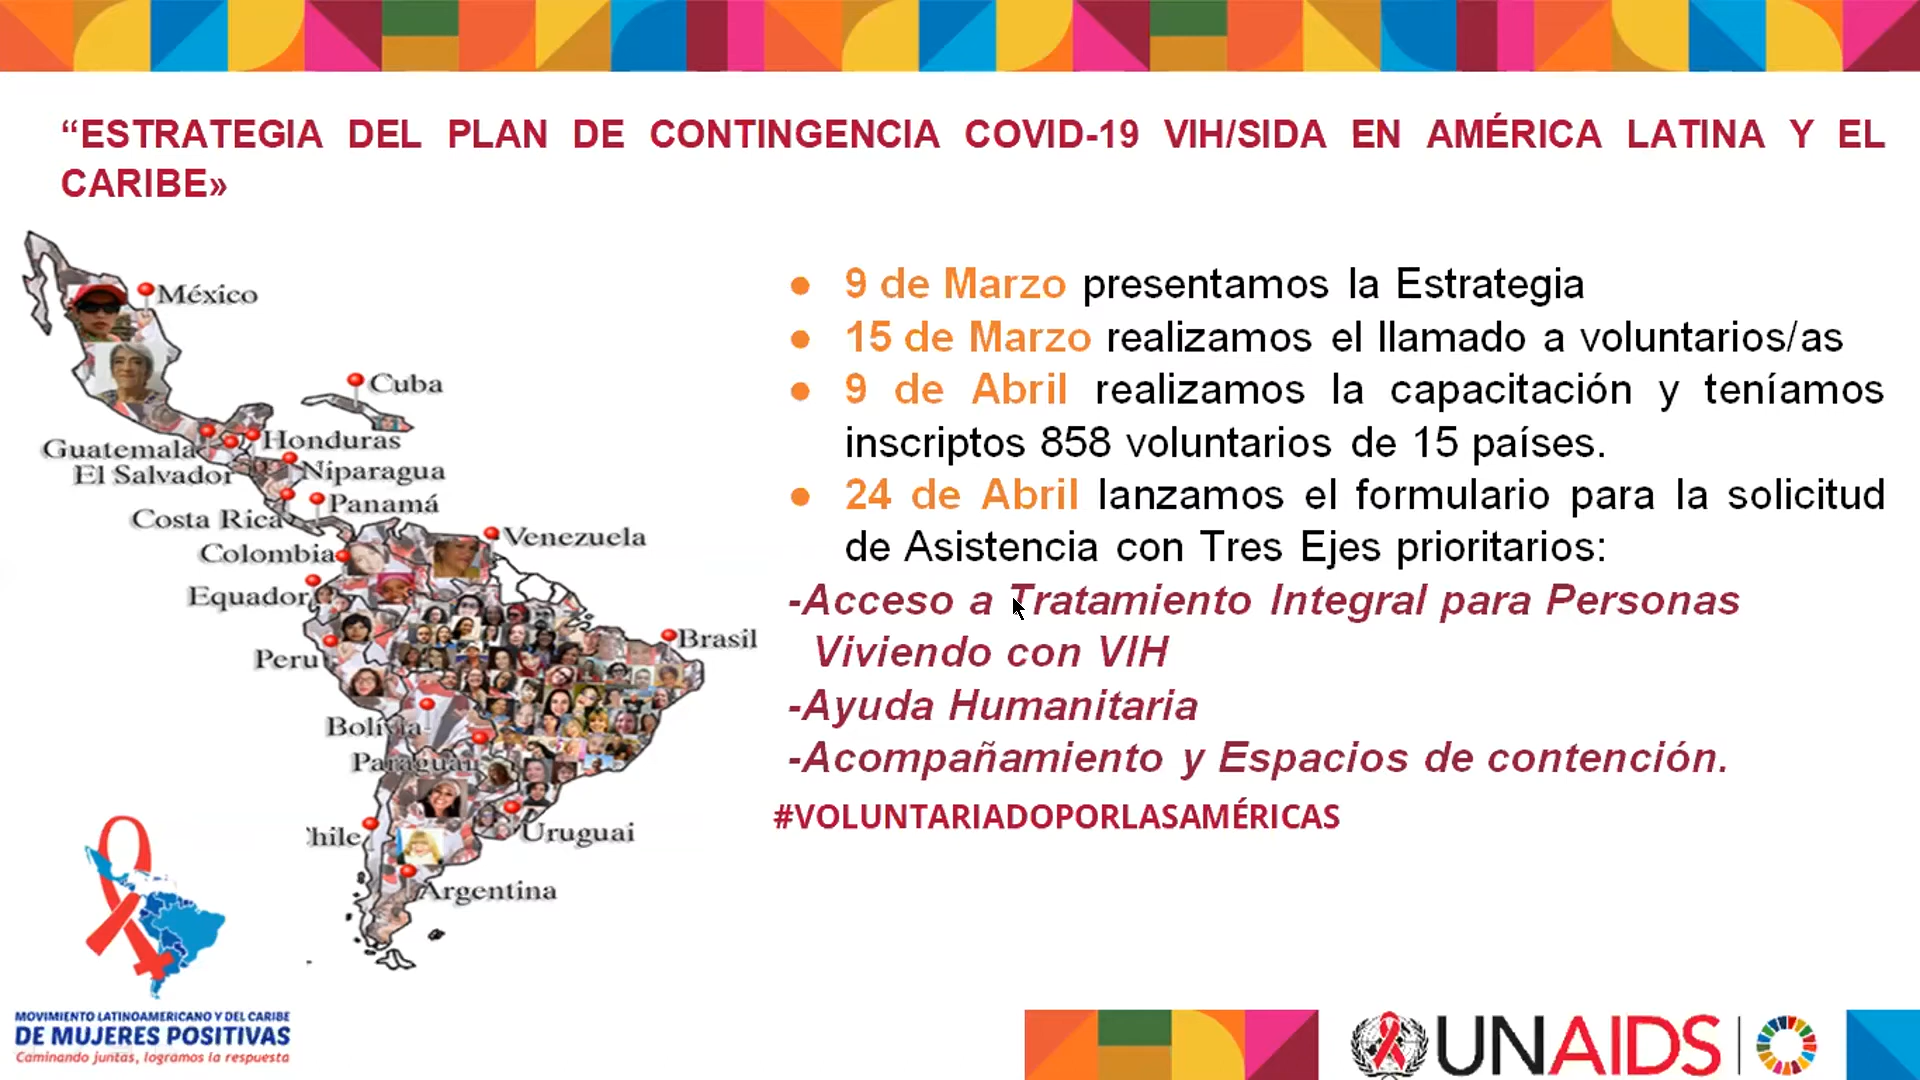 “ESTRATEGIA DEL PLAN DE CONTINGENCIA COVID-19 VIH/SIDA EN AMÉRICA LATINA Y EL
CARIBE»
México
Cuba
Guatemala
Honduras
El Salvador
Niparagua
Costa Rica
Panamá
Colombia
Venezuela
Equador
Peru
Brasil
Bolívia
Paraguau
hile
Uruguai
Argentina
● 9 de Marzo presentamos la Estrategia
● 15 de Marzo realizamos el llamado a voluntarios/as
● 9 de Abril realizamos la capacitación y teníamos
inscriptos 858 voluntarios de 15 países.
● 24 de Abril lanzamos el formulario para la solicitud
de Asistencia con Tres Ejes prioritarios:
-Acceso a Tratamiento Integral para Personas
Viviendo con VIH
-Ayuda Humanitaria
-Acompañamiento y Espacios de contención.
#VOLUNTARIADOPORLASAMÉRICAS
MOVIMIENTO LATINOAMERICANO Y DEL CARIBE
DE MUJERES POSITIVAS
Caminando juntas, logramos la respuesta
UNAIDS